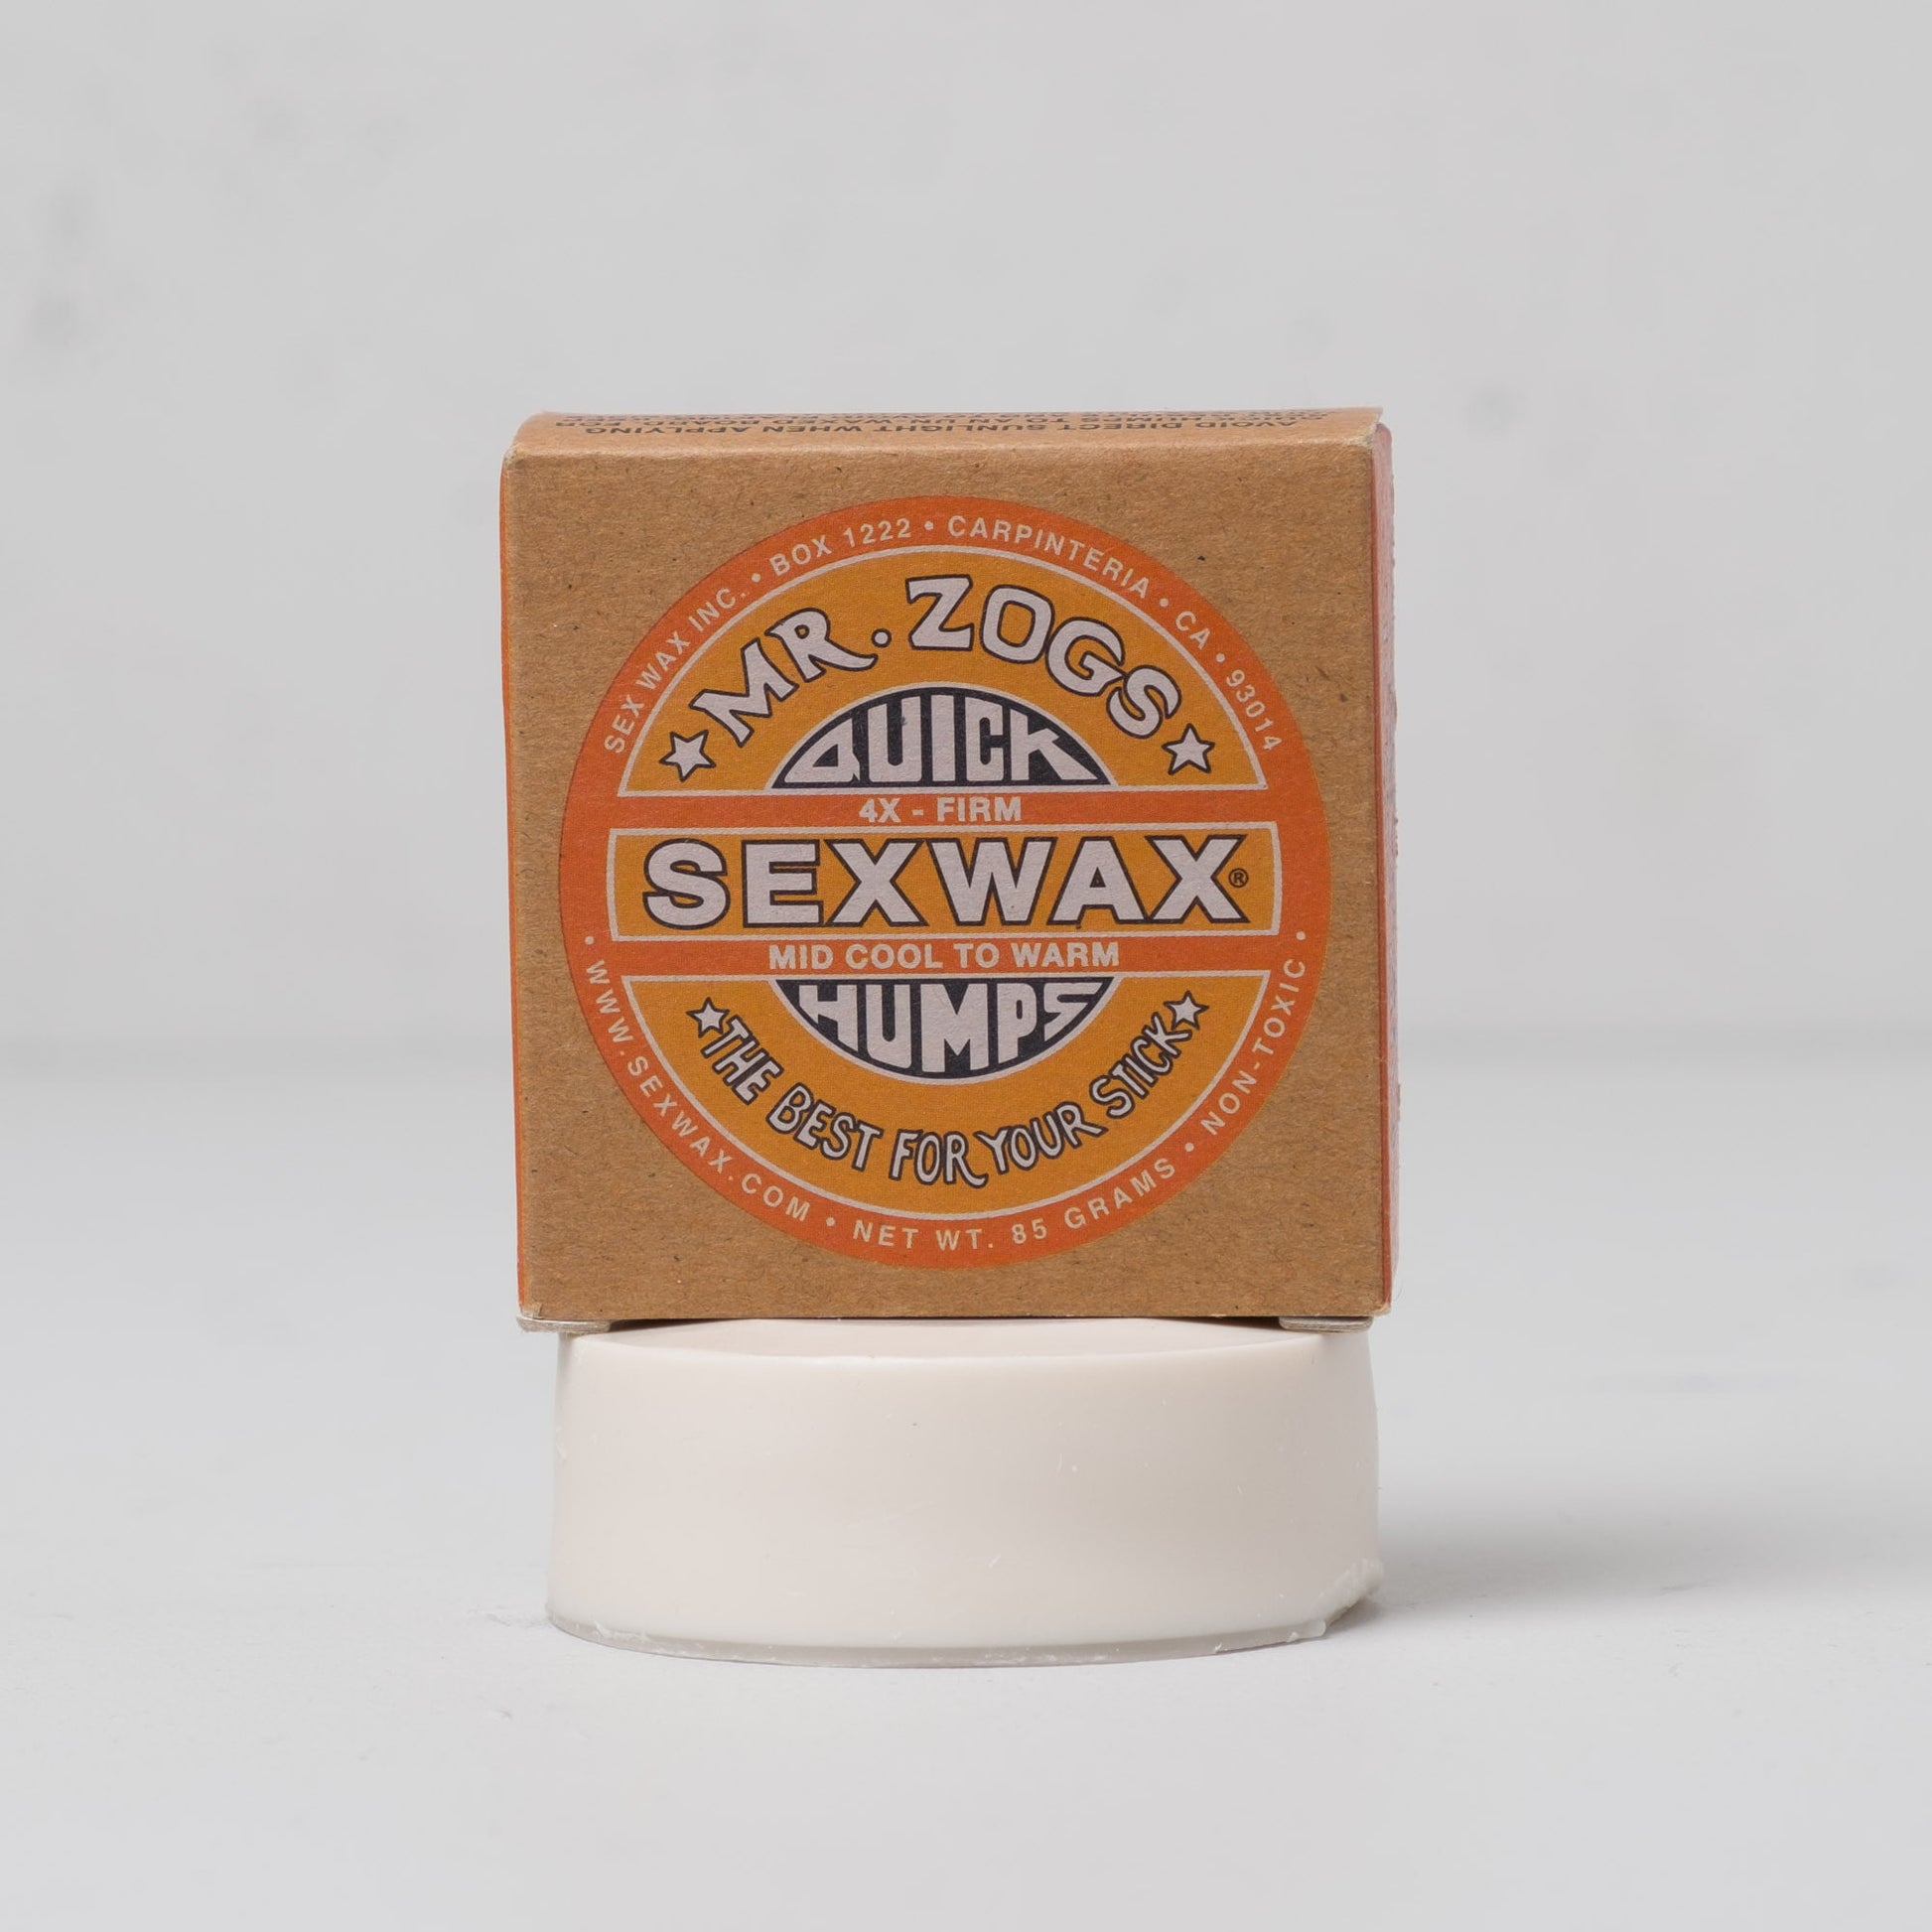 AVOID DIRECT SUNLIGHT WHEN APPLYING
SEX WAX INC. • BOX 1222 • CARPINTERIA • CA • 93014
MR. ZOGS
QUICK
4X - FIRM
SEXWAX®
MID COOL TO WARM
HUMPS
THE BEST FOR YOUR STICK
• WWW.SEXWAX.COM • NET WT. 85 GRAMS • NON-TOXIC •